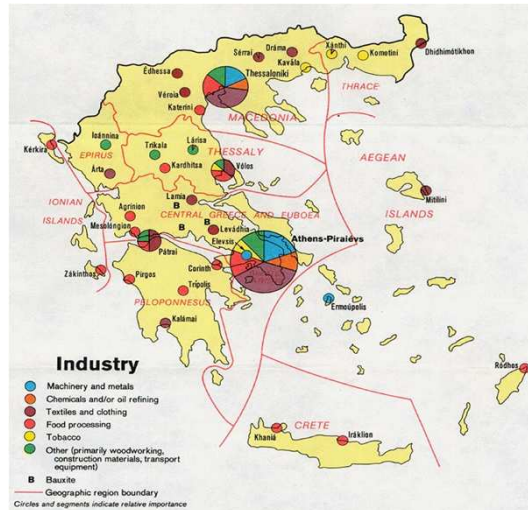 Sérrai
Dráma
Xánthi
Komotiní
Dhidhimótikhon
Kavála
Édhessa
Thessaloníki
Véroia
Kateríni
THRACE
MACEDONIA
Ioánnina
Tríkala
Lárisa
Kérkira
EPIRUS
THESSALY
AEGEAN
Kardhítsa
Vólos
Árta
Mitilíni
IONIAN
ISLANDS
Lamía
ISLANDS
Agrínion
B
CENTRAL GREECE AND EUBOEA
B
Levádhia
Mesolóngion
B
Elevsís
Athens-Piraiévs
Pátrai
Zákinthos
Pírgos
Corinth
Trípolis
PELOPONNESUS
Ermoúpolis
Kalámai
Ródhos
Industry
Machinery and metals
Chemicals and/or oil refining
Textiles and clothing
Food processing
Tobacco
Other (primarily woodworking,
construction materials, transport
equipment)
B Bauxite
Geographic region boundary
Circles and segments indicate relative importance
CRETE
Khaniá
Iráklion